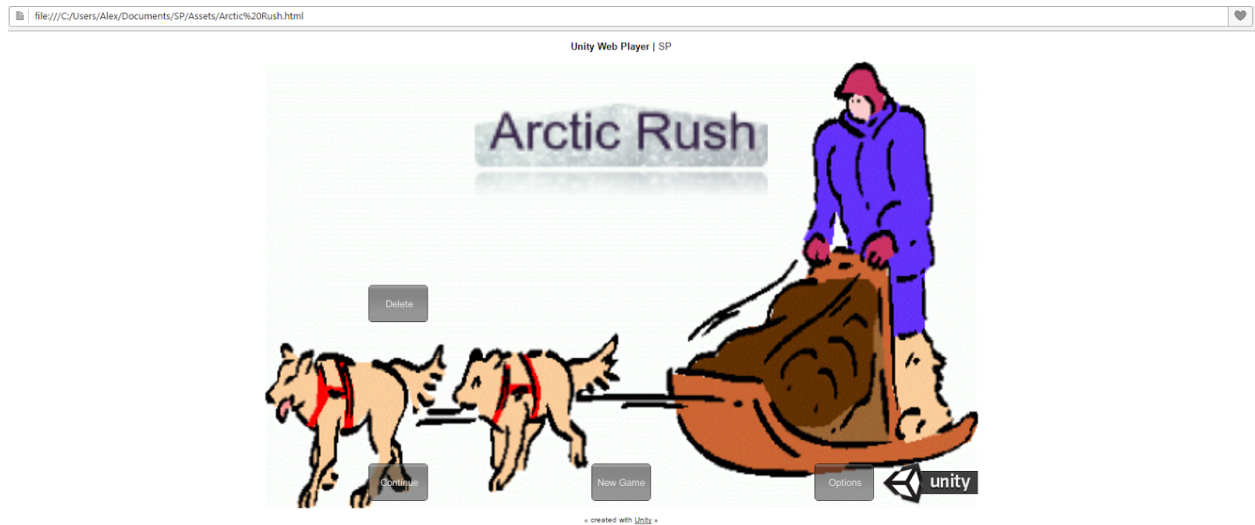 file:///C:/Users/Alex/Documents/SP/Assets/Arctic%20Rush.html
Unity Web Player | SP
Arctic Rush
Delete
Continue
New Game
Options
unity
« created with Unity »